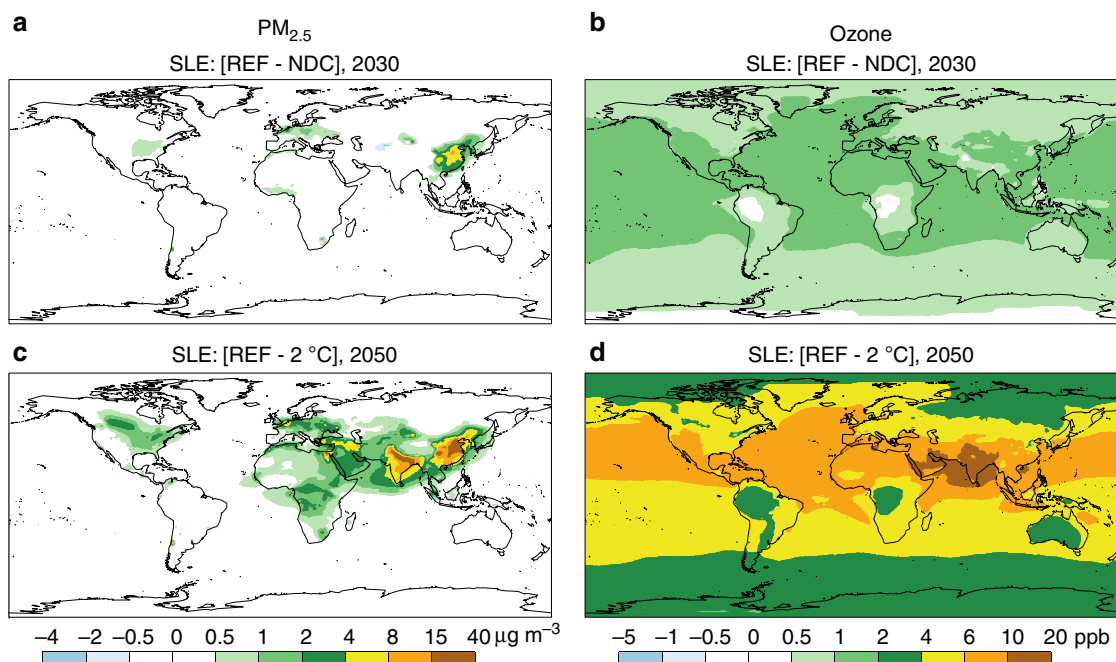 a
PM2.5
SLE: [REF - NDC], 2030
b
Ozone
SLE: [REF - NDC], 2030
c
SLE: [REF - 2 °C], 2050
d
SLE: [REF - 2 °C], 2050
−4 −2 −0.5 0 0.5 1 2 4 8 15 40 μg m−3
−5 −1 −0.5 0 0.5 1 2 4 6 10 20 ppb